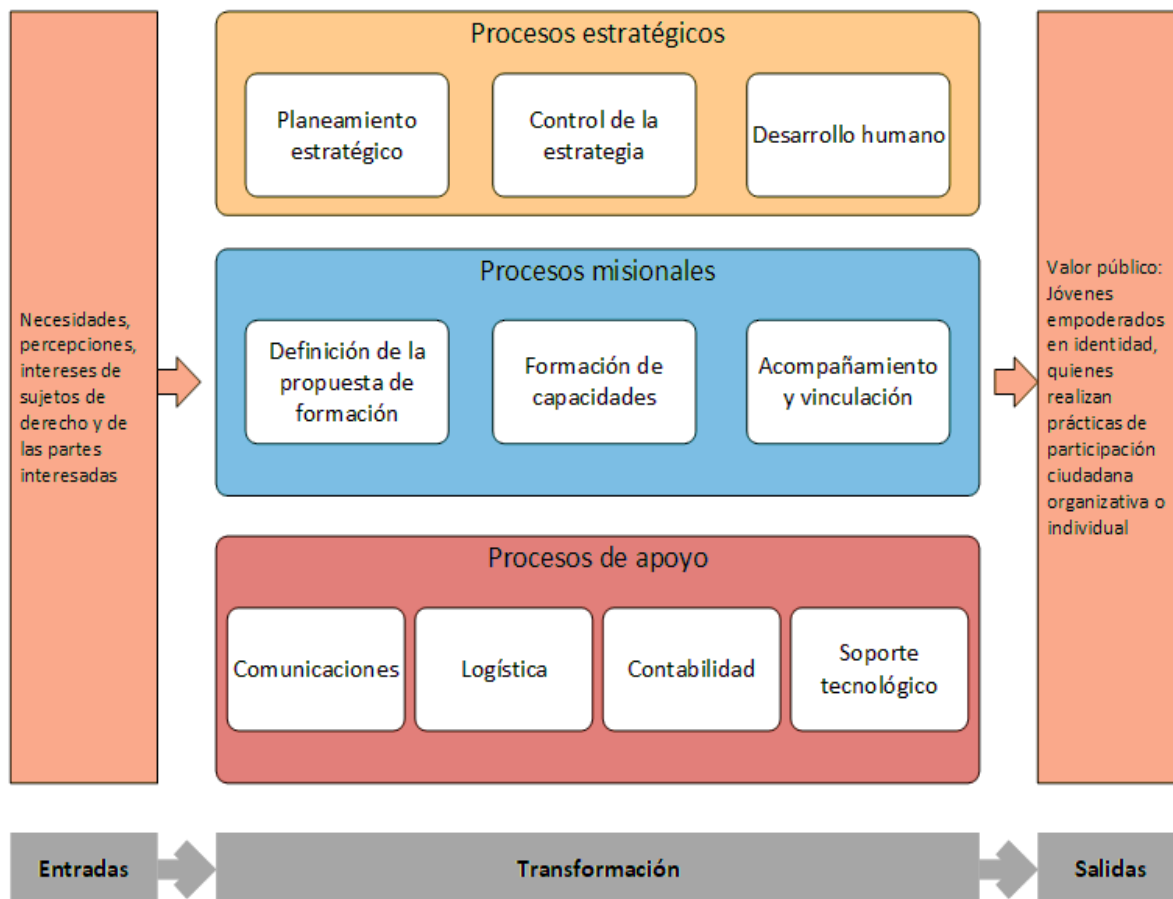 Procesos estratégicos
Planeamiento
estratégico
Control de la
estrategia
Desarrollo humano
Necesidades,
percepciones,
intereses de
sujetos de
derecho y de
las partes
interesadas
Procesos misionales
Definición de la
propuesta de
formación
Formación de
capacidades
Acompañamiento
y vinculación
Procesos de apoyo
Comunicaciones
Logística
Contabilidad
Soporte
tecnológico
Valor público:
Jóvenes
empoderados
en identidad,
quienes
realizan
prácticas de
participación
ciudadana
organizativa o
individual
Entradas
Transformación
Salidas